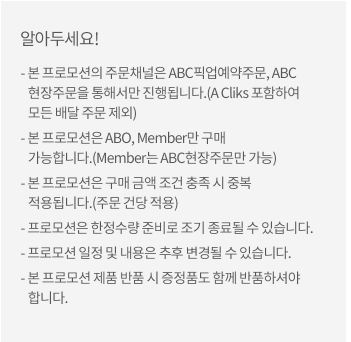 알아두세요!
- 본 프로모션의 주문채널은 ABC픽업예약주문, ABC
현장주문을 통해서만 진행됩니다.(A Cliks 포함하여
모든 배달 주문 제외)
- 본 프로모션은 ABO, Member만 구매
가능합니다.(Member는 ABC현장주문만 가능)
- 본 프로모션은 구매 금액 조건 충족 시 중복
적용됩니다.(주문 건당 적용)
- 프로모션은 한정수량 준비로 조기 종료될 수 있습니다.
- 프로모션 일정 및 내용은 추후 변경될 수 있습니다.
- 본 프로모션 제품 반품 시 증정품도 함께 반품하셔야
합니다.